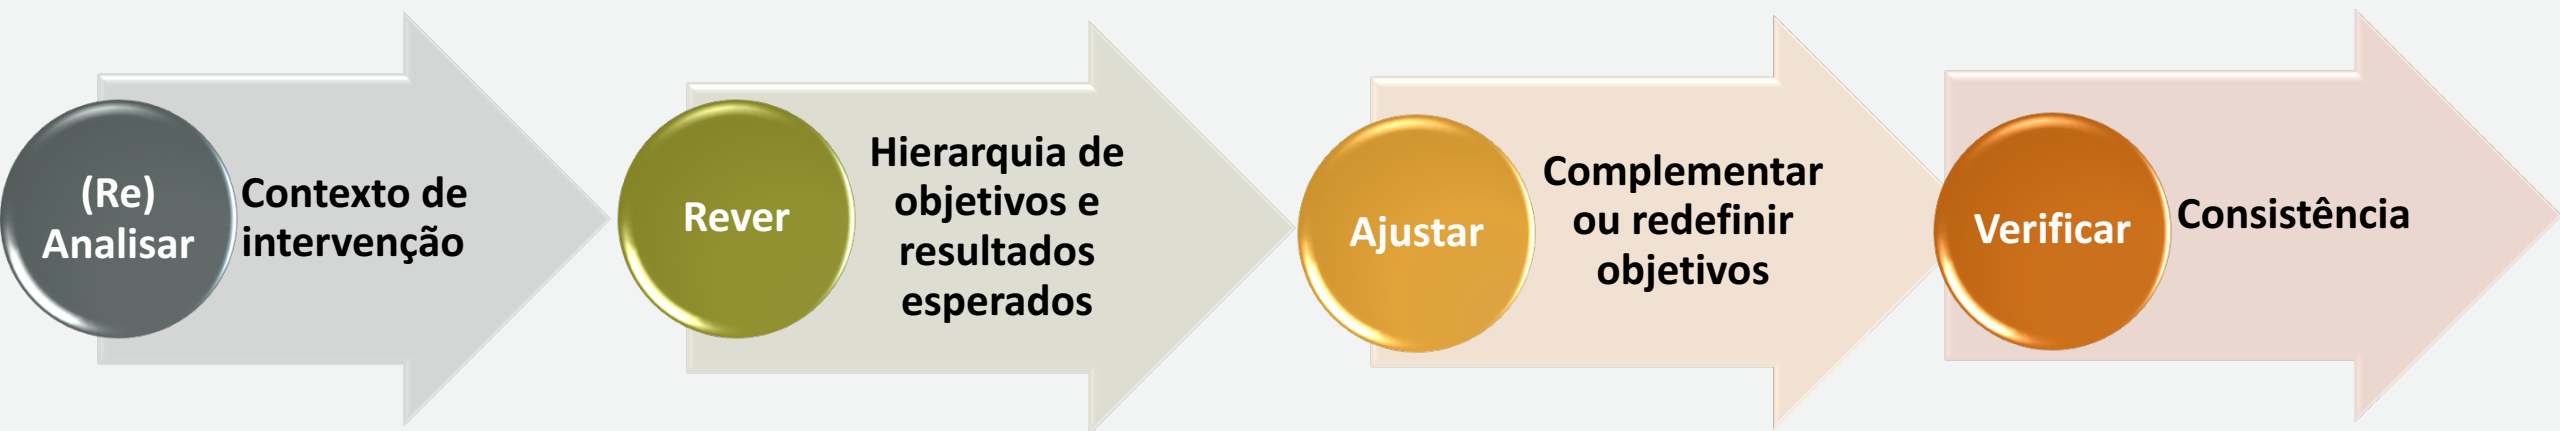 (Re)
Analisar
Contexto de
intervenção
Rever
Hierarquia de
objetivos e
resultados
esperados
Ajustar
Complementar
ou redefinir
objetivos
Verificar
Consistência